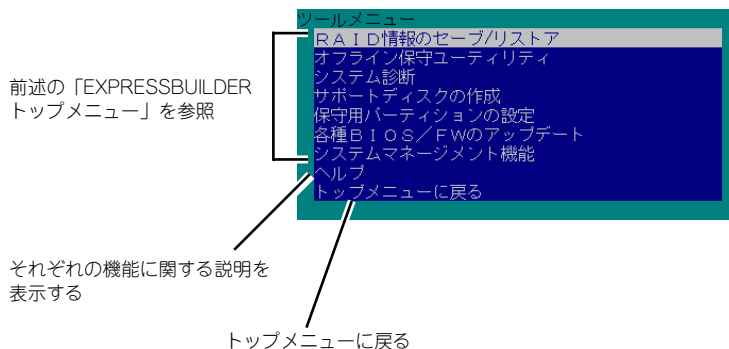 ツールメニュー
ＲＡＩＤ情報のセーブ/リストア
オフライン保守ユーティリティ
システム診断
サポートディスクの作成
保守用パーティションの設定
各種ＢＩＯＳ／ＦＷのアップデート
システムマネージメント機能
ヘルプ
トップメニューに戻る
前述の「EXPRESSBUILDER
トップメニュー」を参照
それぞれの機能に関する説明を
表示する
トップメニューに戻る